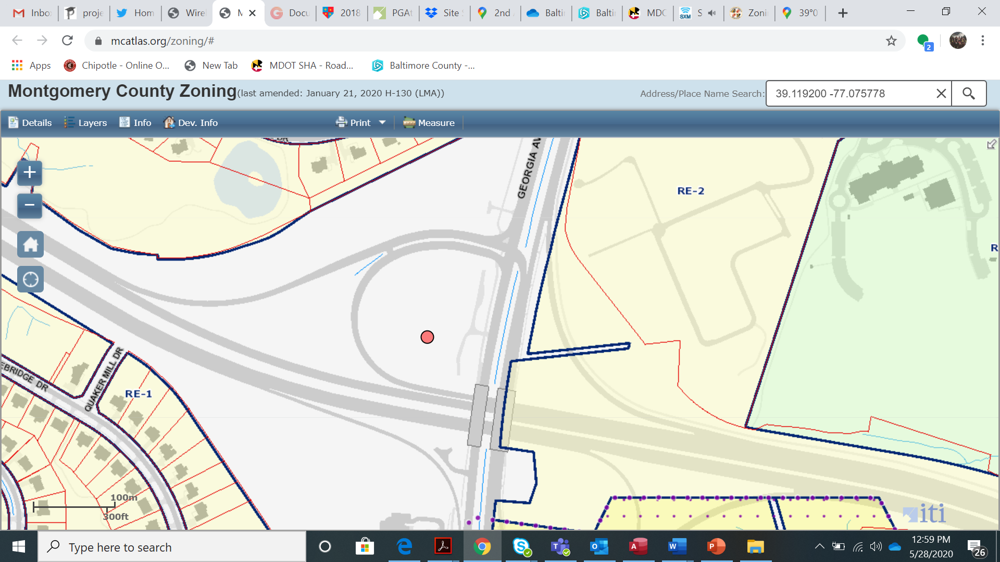 Inbo
proje
Hom
Wire
Docu
2018
PGA
Site
2nd
Balti
Balti
MDC
S
Zoni
39°0
mcatlas.org/zoning/#
2
Apps
Chipotle - Online O...
New Tab
MDOT SHA - Road...
Baltimore County -...
Montgomery County Zoning (last amended: January 21, 2020 H-130 (LMA))
Address/Place Name Search: 39.119200 -77.075778
Details
Layers
Info
Dev. Info
Print
Measure
DR
GEORGIA AV
RE-2
R
EBRIDGE DR
QUAKER MILL DR
RE-1
100m
300ft
iti
Type here to search
12:59 PM
5/28/2020
26